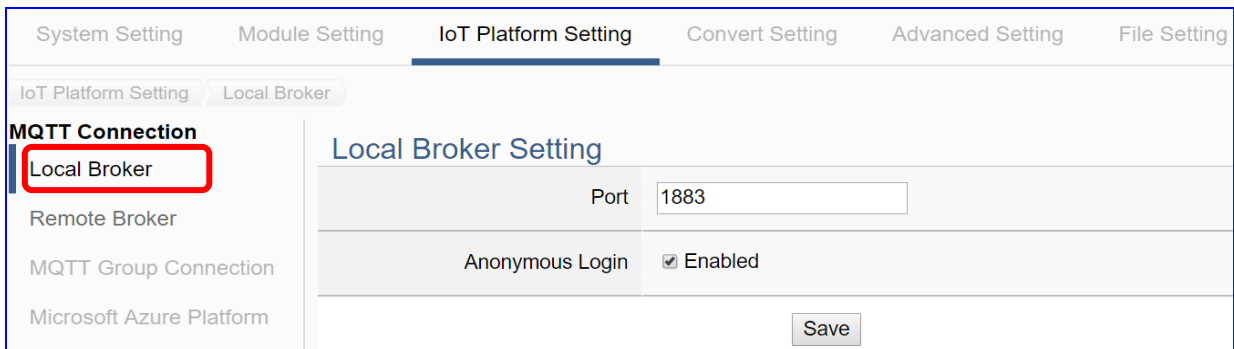 System Setting Module Setting IoT Platform Setting Convert Setting Advanced Setting File Setting
IoT Platform Setting Local Broker
MQTT Connection
Local Broker
Remote Broker
MQTT Group Connection
Microsoft Azure Platform
Local Broker Setting
Port 1883
Anonymous Login Enabled
Save